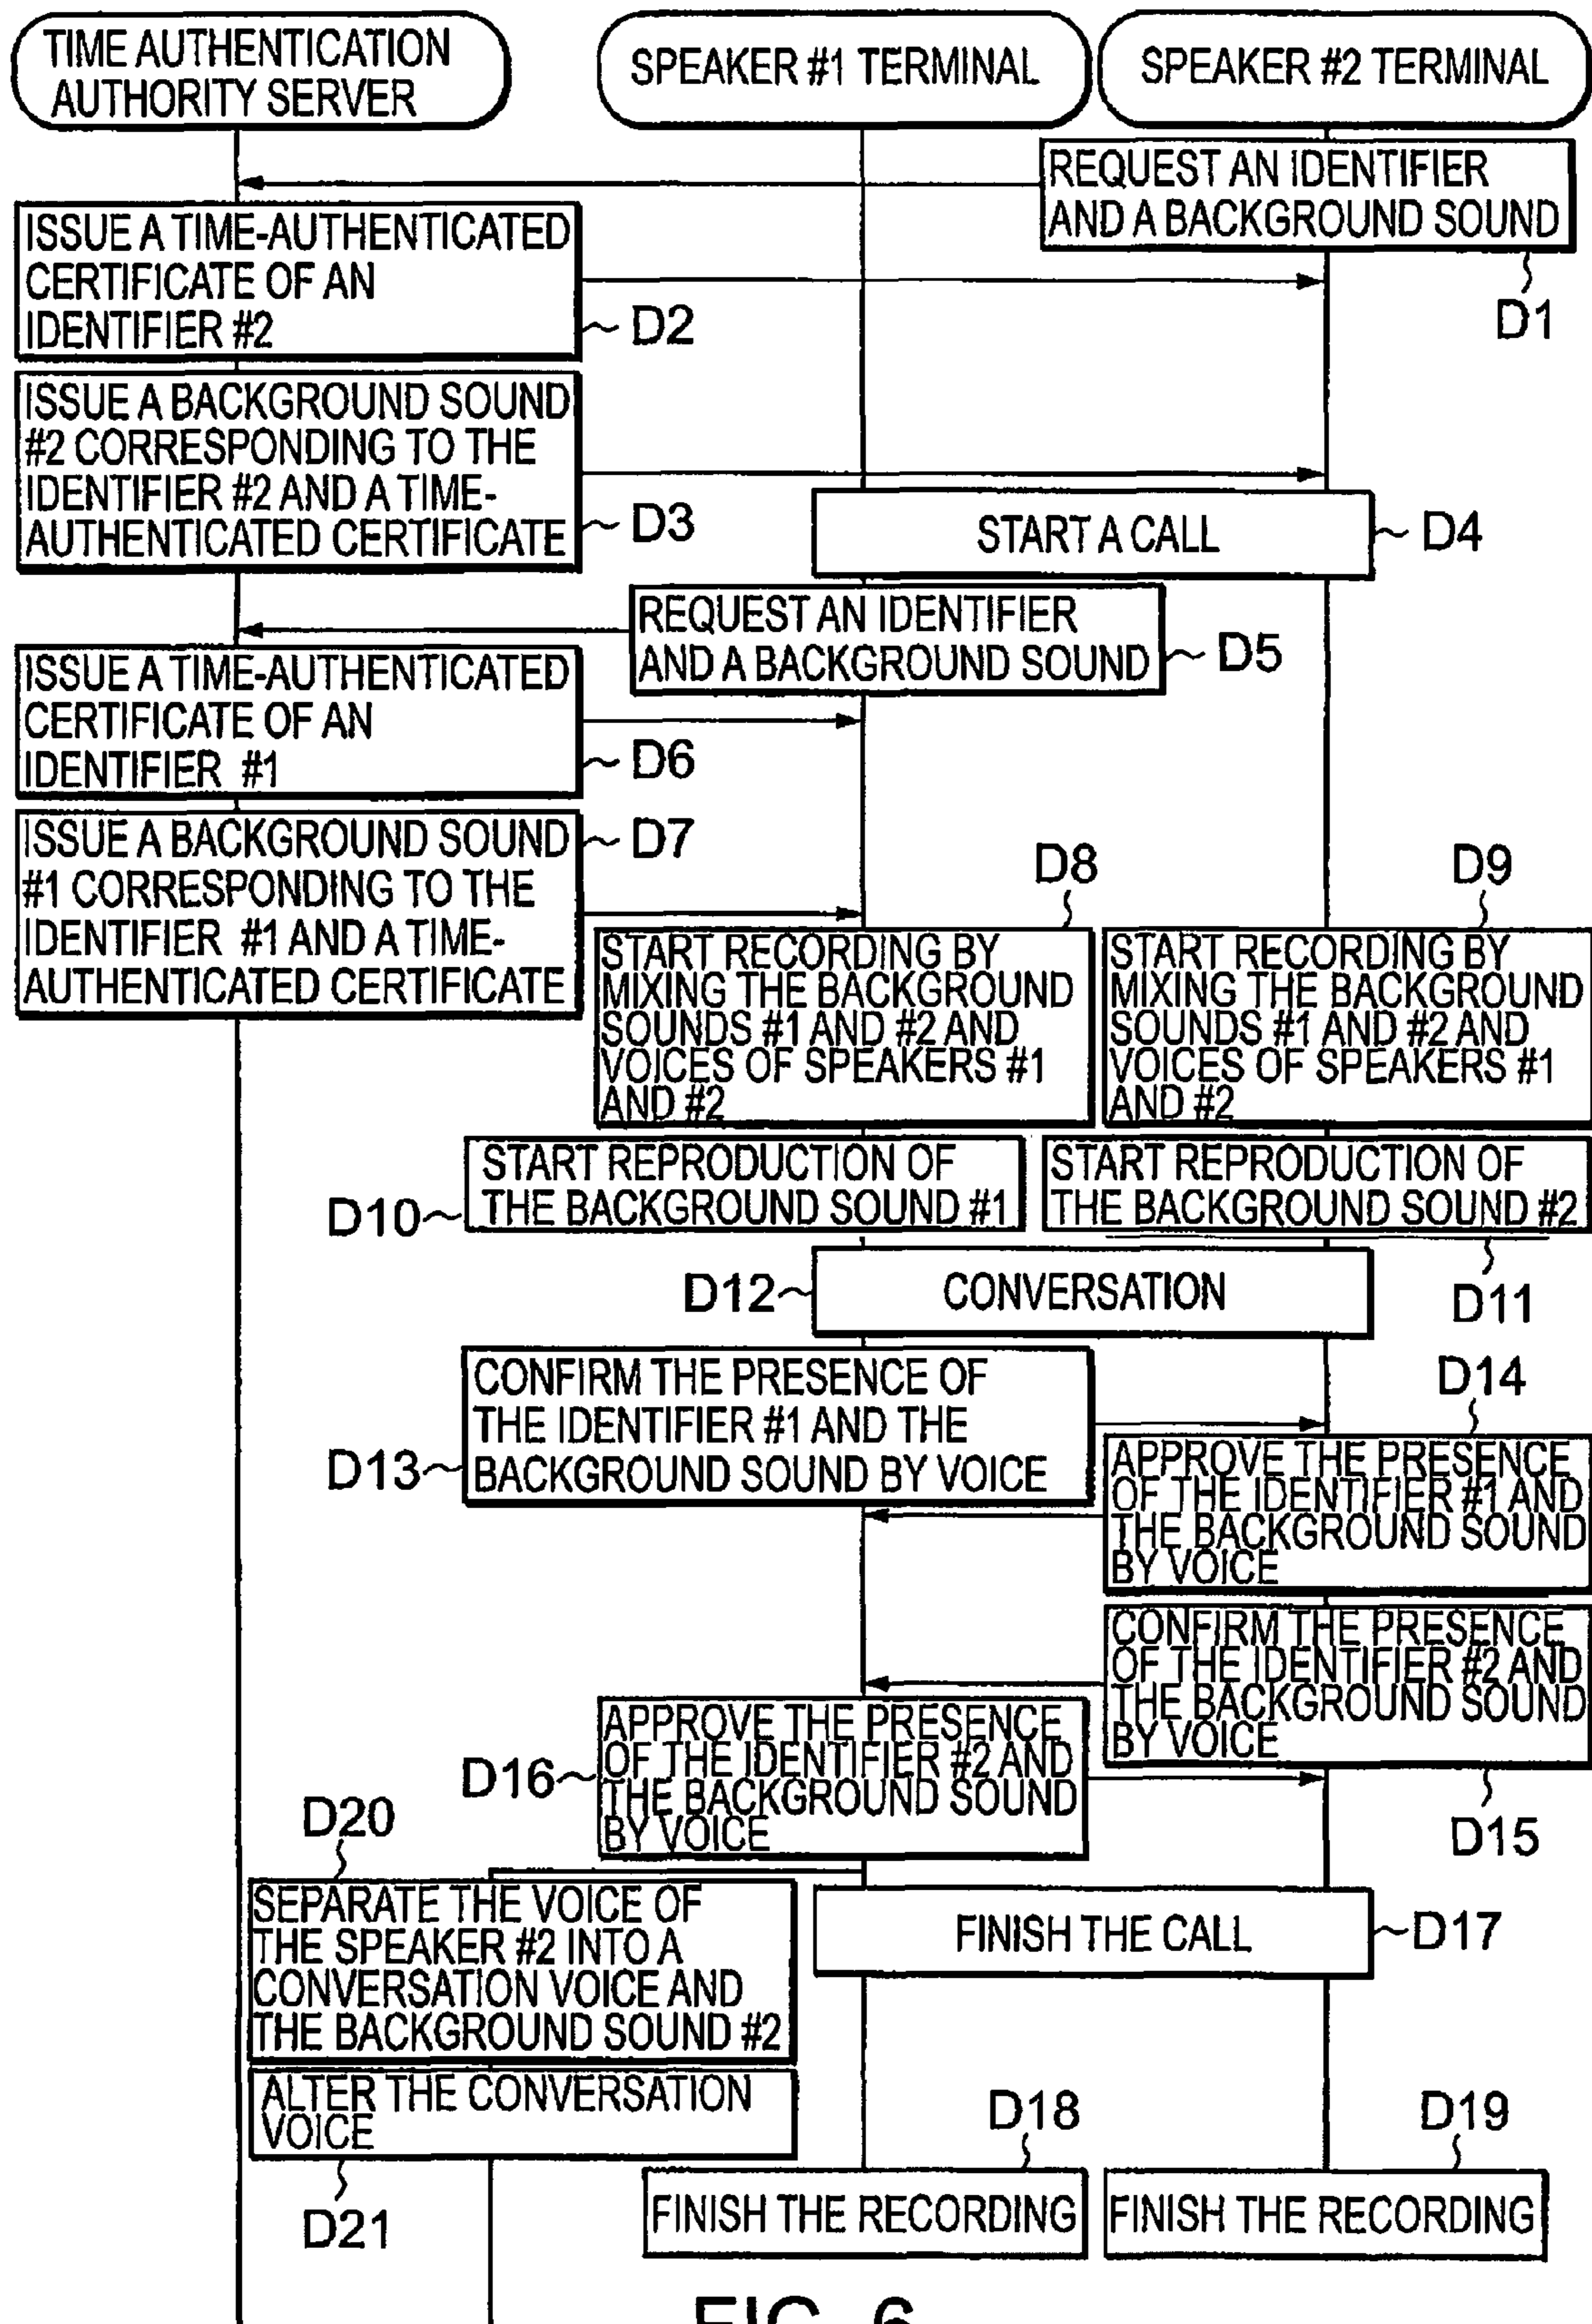 TIME AUTHENTICATION
AUTHORITY SERVER
SPEAKER #1 TERMINAL
SPEAKER #2 TERMINAL
REQUEST AN IDENTIFIER
AND A BACKGROUND SOUND
D1
ISSUE A TIME-AUTHENTICATED
CERTIFICATE OF AN
IDENTIFIER #2
D2
ISSUE A BACKGROUND SOUND
#2 CORRESPONDING TO THE
IDENTIFIER #2 AND A TIME-
AUTHENTICATED CERTIFICATE
D3
START A CALL
D4
REQUEST AN IDENTIFIER
AND A BACKGROUND SOUND
D5
ISSUE A TIME-AUTHENTICATED
CERTIFICATE OF AN
IDENTIFIER #1
D6
ISSUE A BACKGROUND SOUND
#1 CORRESPONDING TO THE
IDENTIFIER #1 AND A TIME-
AUTHENTICATED CERTIFICATE
D7
D8
START RECORDING BY
MIXING THE BACKGROUND
SOUNDS #1 AND #2 AND
VOICES OF SPEAKERS #1
AND #2
D9
START RECORDING BY
MIXING THE BACKGROUND
SOUNDS #1 AND #2 AND
VOICES OF SPEAKERS #1
AND #2
START REPRODUCTION OF
THE BACKGROUND SOUND #1
D10
START REPRODUCTION OF
THE BACKGROUND SOUND #2
D11
D12
CONVERSATION
CONFIRM THE PRESENCE OF
THE IDENTIFIER #1 AND THE
BACKGROUND SOUND BY VOICE
D13
D14
APPROVE THE PRESENCE
OF THE IDENTIFIER #1 AND
THE BACKGROUND SOUND
BY VOICE
CONFIRM THE PRESENCE
OF THE IDENTIFIER #2 AND
THE BACKGROUND SOUND
BY VOICE
D15
APPROVE THE PRESENCE
OF THE IDENTIFIER #2 AND
THE BACKGROUND SOUND
BY VOICE
D16
D20
SEPARATE THE VOICE OF
THE SPEAKER #2 INTO A
CONVERSATION VOICE AND
THE BACKGROUND SOUND #2
FINISH THE CALL
D17
ALTER THE CONVERSATION
VOICE
D21
D18
FINISH THE RECORDING
D19
FINISH THE RECORDING
FIG. 6